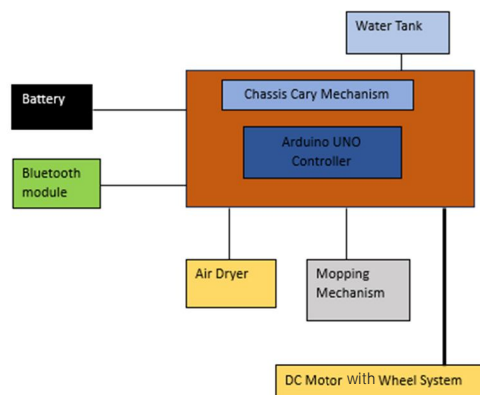 Water Tank
Chassis Cary Mechanism
Battery
Arduino UNO
Controller
Bluetooth
module
Air Dryer
Mopping
Mechanism
DC Motor with Wheel System